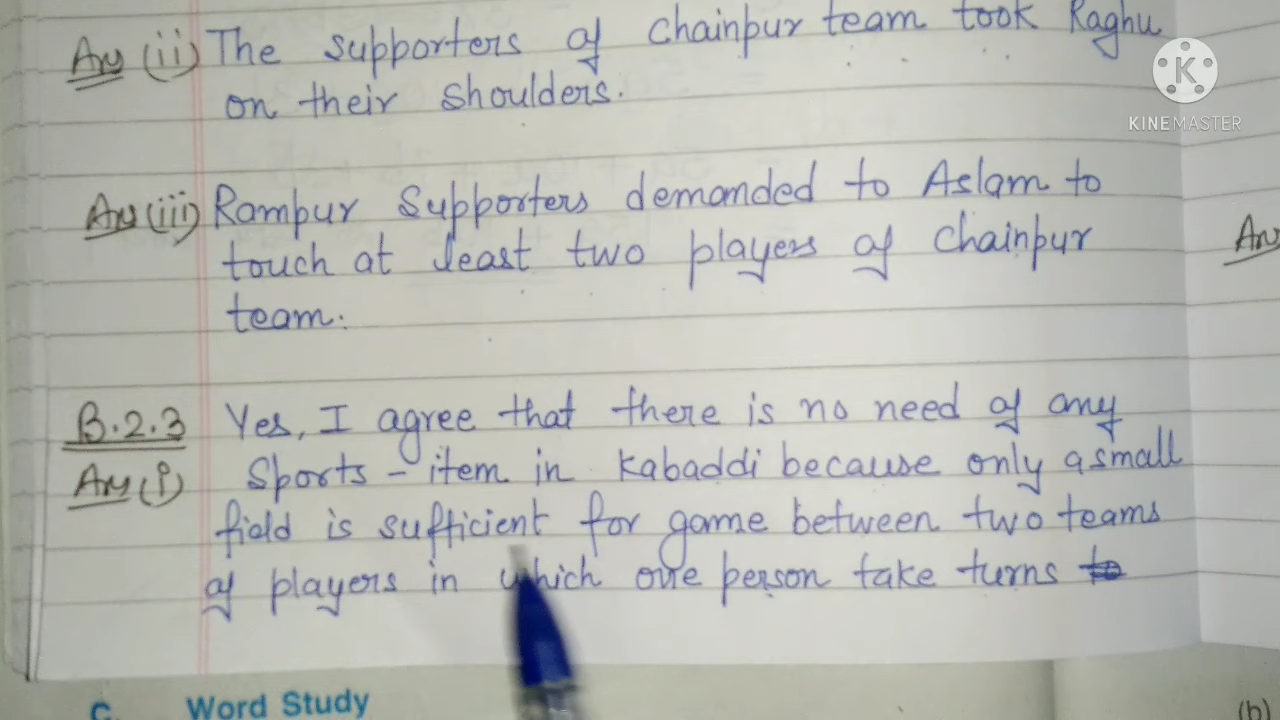 Ans (ii) The supporters of Chainpur team took Raghu
on their shoulders.
K
KINEMASTER
Ans (iii) Rampur Supporters demanded to Aslam to
touch at least two players of Chainpur
team.
Ans
B.2.3 Yes, I agree that there is no need of any
Ans (i) Sports - item in Kabaddi because only a small
field is sufficient for game between two teams
of players in which one person take turns
C. Word Study
(b)